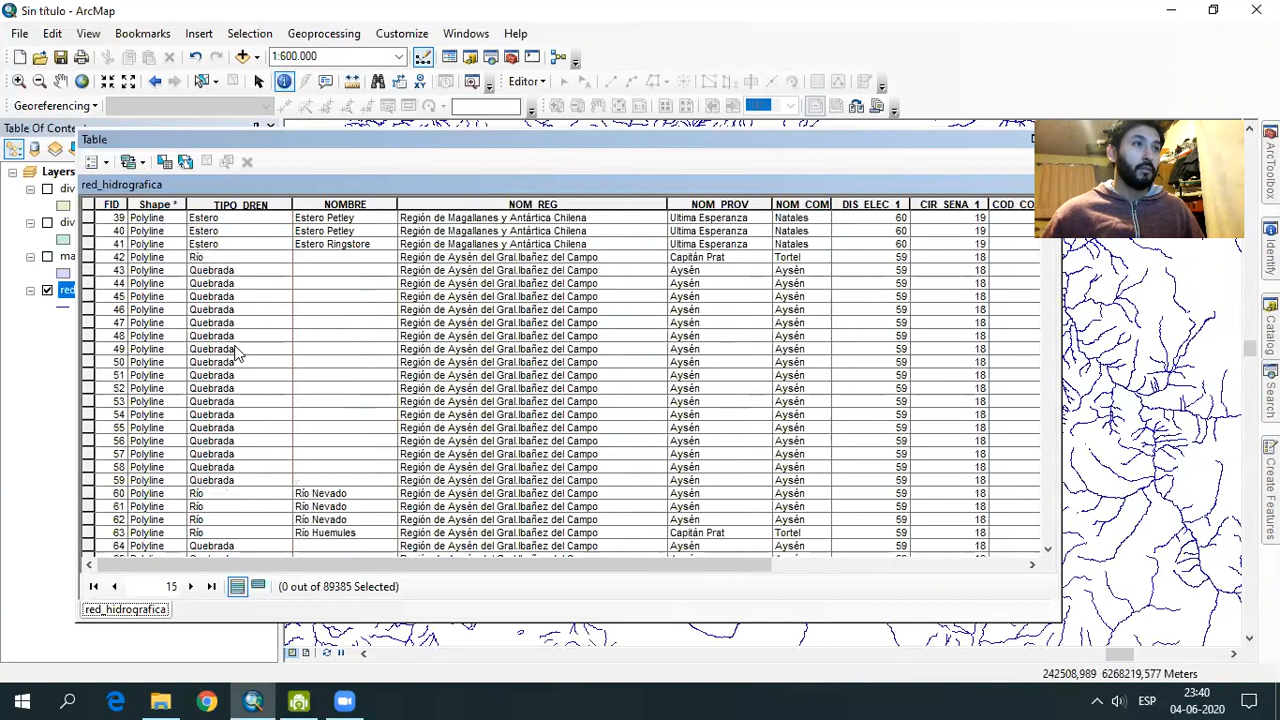 Sin título - ArcMap
File Edit View Bookmarks Insert Selection Geoprocessing Customize Windows Help
1:600.000
Editor
Georeferencing
Table Of Conte
Table
Layers
red_hidrografica
div
div
ma
red
FID Shape * TIPO_DREN NOMBRE NOM_REG NOM_PROV NOM_COM DIS_ELEC_1 CIR_SENA_1 COD_CO
39 Polyline Estero Estero Petley Región de Magallanes y Antártica Chilena Ultima Esperanza Natales 60 19
40 Polyline Estero Estero Petley Región de Magallanes y Antártica Chilena Ultima Esperanza Natales 60 19
41 Polyline Estero Estero Ringstore Región de Magallanes y Antártica Chilena Ultima Esperanza Natales 60 19
42 Polyline Río Región de Aysén del Gral.Ibañez del Campo Capitán Prat Tortel 59 18
43 Polyline Quebrada Región de Aysén del Gral.Ibañez del Campo Aysén Aysén 59 18
44 Polyline Quebrada Región de Aysén del Gral.Ibañez del Campo Aysén Aysén 59 18
45 Polyline Quebrada Región de Aysén del Gral.Ibañez del Campo Aysén Aysén 59 18
46 Polyline Quebrada Región de Aysén del Gral.Ibañez del Campo Aysén Aysén 59 18
47 Polyline Quebrada Región de Aysén del Gral.Ibañez del Campo Aysén Aysén 59 18
48 Polyline Quebrada Región de Aysén del Gral.Ibañez del Campo Aysén Aysén 59 18
49 Polyline Quebrada Región de Aysén del Gral.Ibañez del Campo Aysén Aysén 59 18
50 Polyline Quebrada Región de Aysén del Gral.Ibañez del Campo Aysén Aysén 59 18
51 Polyline Quebrada Región de Aysén del Gral.Ibañez del Campo Aysén Aysén 59 18
52 Polyline Quebrada Región de Aysén del Gral.Ibañez del Campo Aysén Aysén 59 18
53 Polyline Quebrada Región de Aysén del Gral.Ibañez del Campo Aysén Aysén 59 18
54 Polyline Quebrada Región de Aysén del Gral.Ibañez del Campo Aysén Aysén 59 18
55 Polyline Quebrada Región de Aysén del Gral.Ibañez del Campo Aysén Aysén 59 18
56 Polyline Quebrada Región de Aysén del Gral.Ibañez del Campo Aysén Aysén 59 18
57 Polyline Quebrada Región de Aysén del Gral.Ibañez del Campo Aysén Aysén 59 18
58 Polyline Quebrada Región de Aysén del Gral.Ibañez del Campo Aysén Aysén 59 18
59 Polyline Quebrada Región de Aysén del Gral.Ibañez del Campo Aysén Aysén 59 18
60 Polyline Río Río Nevado Región de Aysén del Gral.Ibañez del Campo Aysén Aysén 59 18
61 Polyline Río Río Nevado Región de Aysén del Gral.Ibañez del Campo Aysén Aysén 59 18
62 Polyline Río Río Nevado Región de Aysén del Gral.Ibañez del Campo Aysén Aysén 59 18
63 Polyline Río Río Huemules Región de Aysén del Gral.Ibañez del Campo Capitán Prat Tortel 59 18
64 Polyline Quebrada Región de Aysén del Gral.Ibañez del Campo Aysén Aysén 59 18
15 (0 out of 89385 Selected)
red_hidrografica
ArcToolbox
Identify
Catalog
Search
Create Features
242508,989 6268219,577 Meters
ESP
23:40
04-06-2020